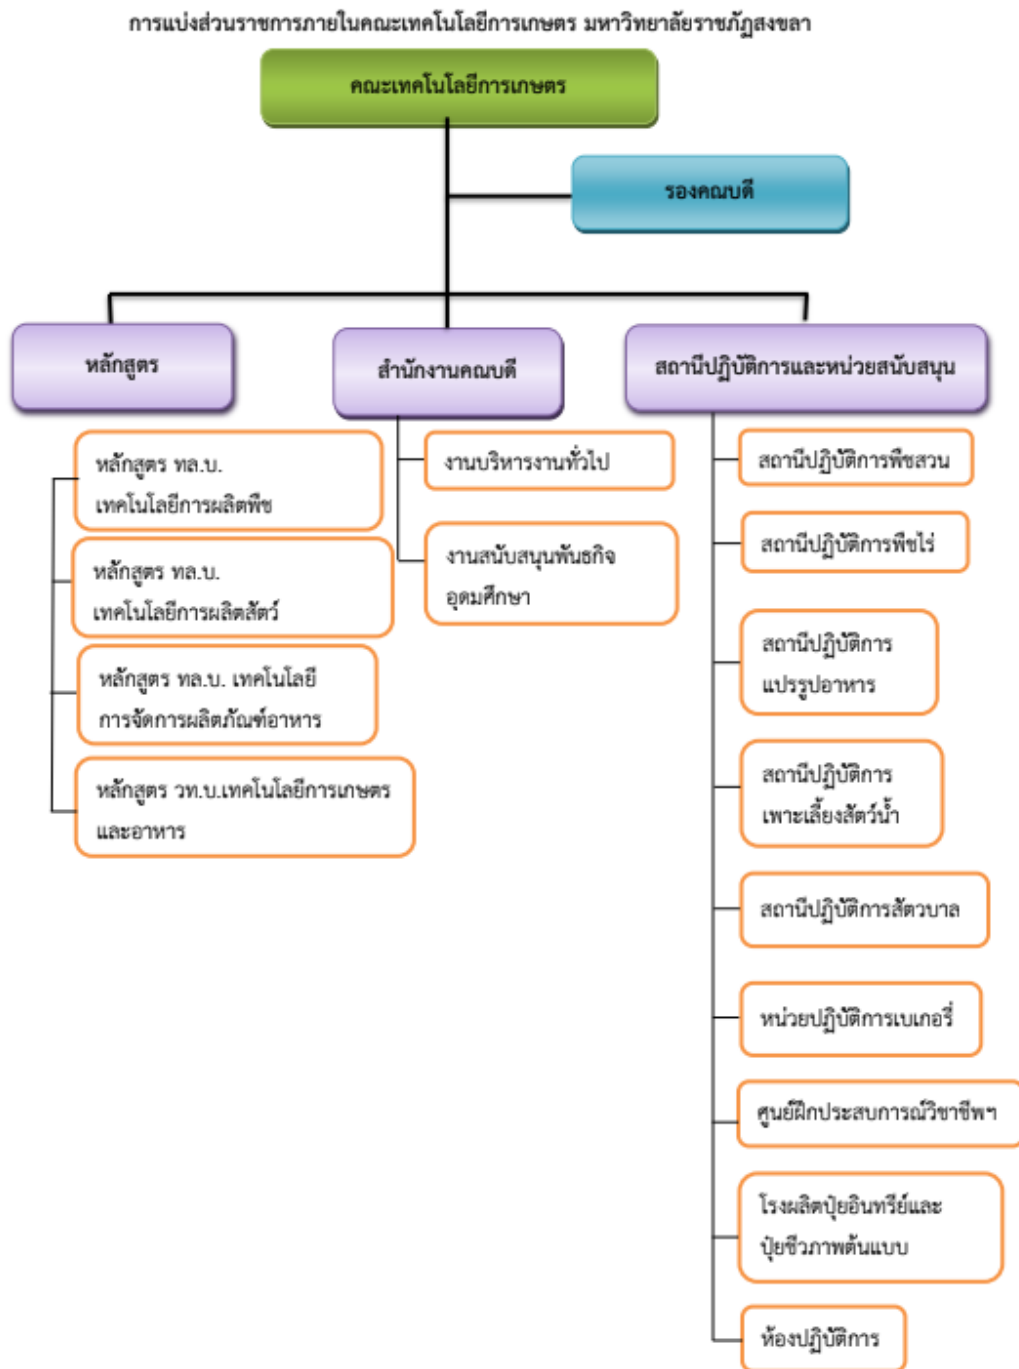 การแบ่งส่วนราชการภายในคณะเทคโนโลยีการเกษตร มหาวิทยาลัยราชภัฏสงขลา
คณะเทคโนโลยีการเกษตร
รองคณบดี
หลักสูตร
หลักสูตร ทล.บ.
เทคโนโลยีการผลิตพืช
หลักสูตร ทล.บ.
เทคโนโลยีการผลิตสัตว์
หลักสูตร ทล.บ. เทคโนโลยี
การจัดการผลิตภัณฑ์อาหาร
หลักสูตร วท.บ.เทคโนโลยีการเกษตร
และอาหาร
สำนักงานคณบดี
งานบริหารงานทั่วไป
งานสนับสนุนพันธกิจ
อุดมศึกษา
สถานีปฏิบัติการและหน่วยสนับสนุน
สถานีปฏิบัติการพืชสวน
สถานีปฏิบัติการพืชไร่
สถานีปฏิบัติการ
แปรรูปอาหาร
สถานีปฏิบัติการ
เพาะเลี้ยงสัตว์น้ำ
สถานีปฏิบัติการสัตวบาล
หน่วยปฏิบัติการเบเกอรี่
ศูนย์ฝึกประสบการณ์วิชาชีพฯ
โรงผลิตปุ๋ยอินทรีย์และ
ปุ๋ยชีวภาพต้นแบบ
ห้องปฏิบัติการ